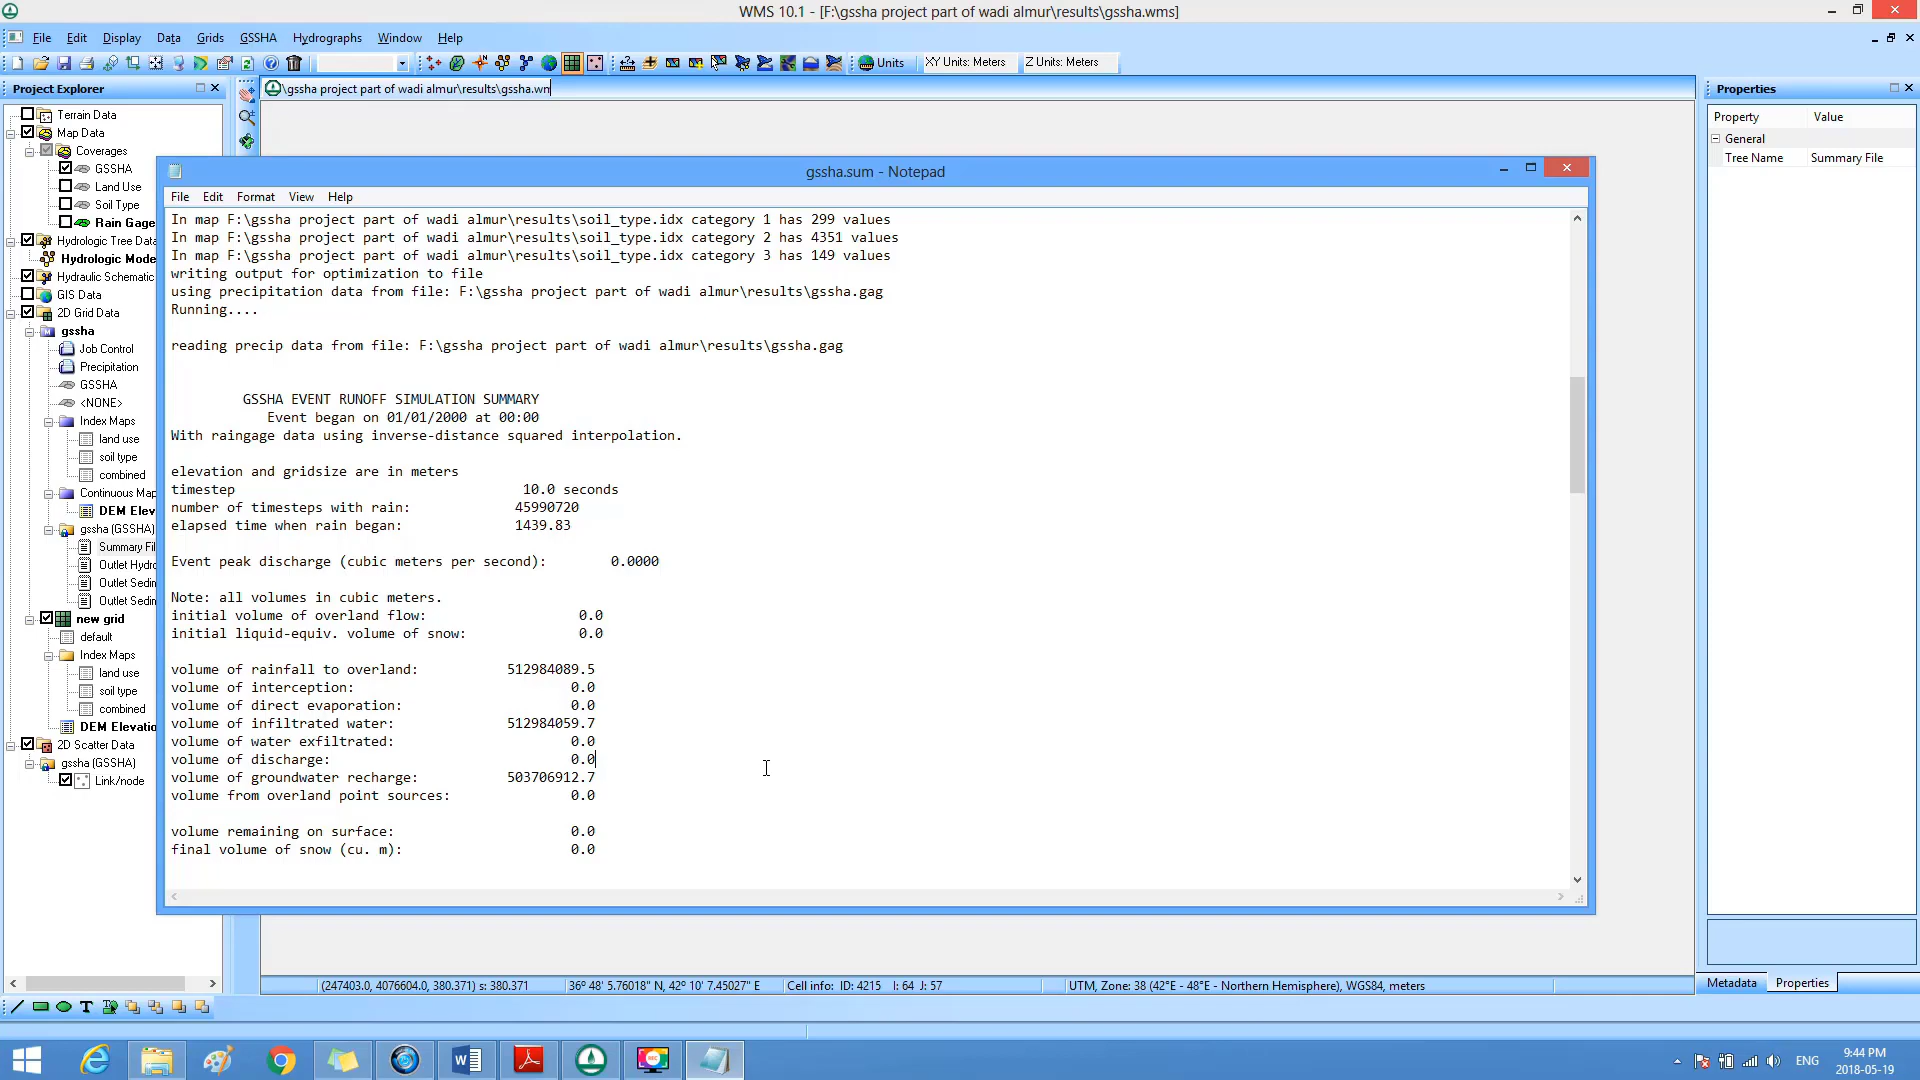 WMS 10.1 - [F:\gssha project part of wadi almur\results\gssha.wms]
File Edit Display Data Grids GSSHA Hydrographs Window Help
Units XY Units: Meters Z Units: Meters
Project Explorer
\gssha project part of wadi almur\results\gssha.wn
Terrain Data
Map Data
Coverages
GSSHA
Land Use
Soil Type
Rain Gage
Hydrologic Tree Data
Hydrologic Mode
Hydraulic Schematic
GIS Data
2D Grid Data
gssha
Job Control
Precipitation
GSSHA
<NONE>
Index Maps
land use
soil type
combined
Continuous Map
DEM Elev
gssha (GSSHA)
Summary Fil
Outlet Hydro
Outlet Sedin
Outlet Sedin
new grid
default
Index Maps
land use
soil type
combined
DEM Elevatio
2D Scatter Data
gssha (GSSHA)
Link/node
gssha.sum - Notepad
File Edit Format View Help
In map F:\gssha project part of wadi almur\results\soil_type.idx category 1 has 299 values
In map F:\gssha project part of wadi almur\results\soil_type.idx category 2 has 4351 values
In map F:\gssha project part of wadi almur\results\soil_type.idx category 3 has 149 values
writing output for optimization to file
using precipitation data from file: F:\gssha project part of wadi almur\results\gssha.gag
Running....
reading precip data from file: F:\gssha project part of wadi almur\results\gssha.gag
GSSHA EVENT RUNOFF SIMULATION SUMMARY
Event began on 01/01/2000 at 00:00
With raingage data using inverse-distance squared interpolation.
elevation and gridsize are in meters
timestep 10.0 seconds
number of timesteps with rain: 45990720
elapsed time when rain began: 1439.83
Event peak discharge (cubic meters per second): 0.0000
Note: all volumes in cubic meters.
initial volume of overland flow: 0.0
initial liquid-equiv. volume of snow: 0.0
volume of rainfall to overland: 512984089.5
volume of interception: 0.0
volume of direct evaporation: 0.0
volume of infiltrated water: 512984059.7
volume of water exfiltrated: 0.0
volume of discharge: 0.0
volume of groundwater recharge: 503706912.7
volume from overland point sources: 0.0
volume remaining on surface: 0.0
final volume of snow (cu. m): 0.0
Properties
Property Value
General
Tree Name Summary File
Metadata Properties
(247403.0, 4076604.0, 380.371) s: 380.371
36º 48' 5.76018" N, 42º 10' 7.45027" E
Cell info: ID: 4215 I: 64 J: 57
UTM, Zone: 38 (42°E - 48°E - Northern Hemisphere), WGS84, meters
ENG
9:44 PM
2018-05-19